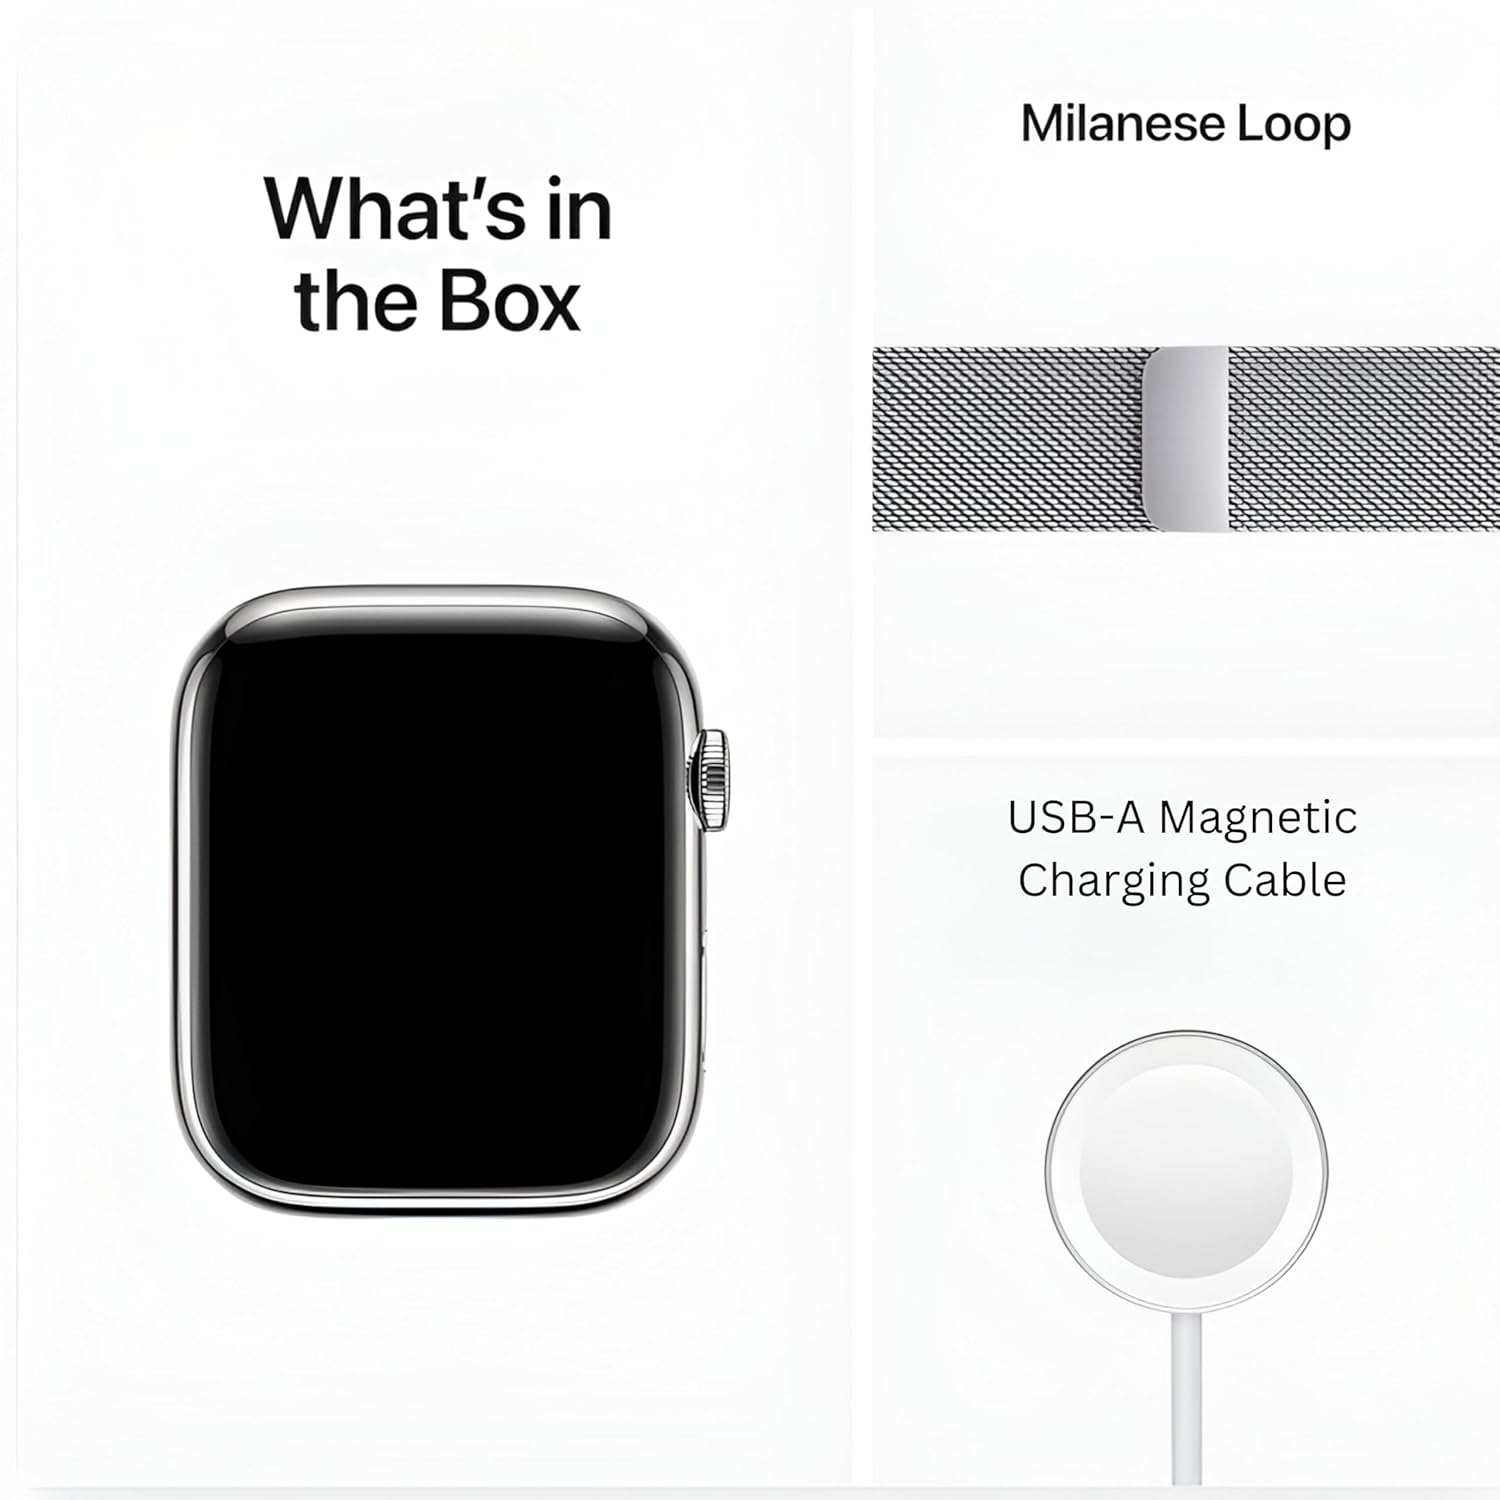 What’s in
the Box
Milanese Loop
USB-A Magnetic
Charging Cable